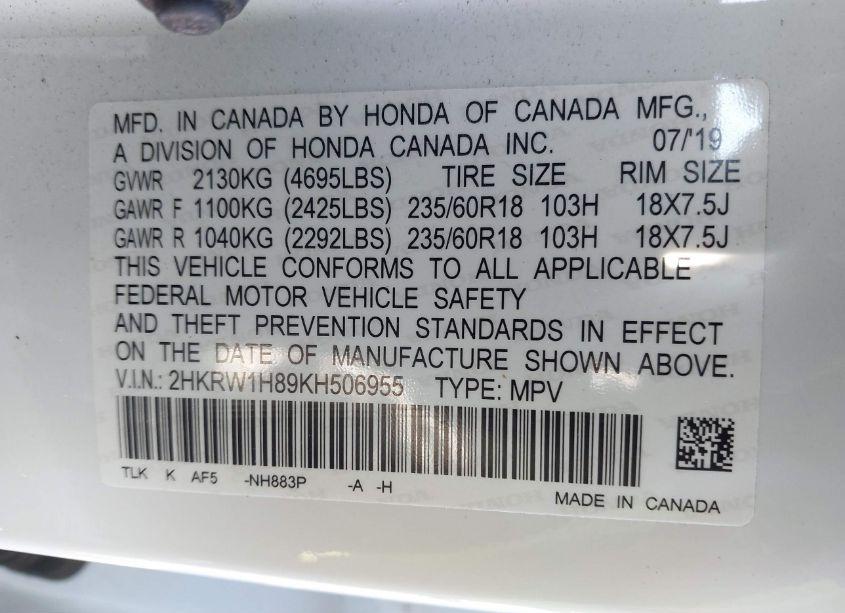 MFD. IN CANADA BY HONDA OF CANADA MFG.,
A DIVISION OF HONDA CANADA INC. 07/'19
GVWR 2130KG (4695LBS) TIRE SIZE RIM SIZE
GAWR F 1100KG (2425LBS) 235/60R18 103H 18X7.5J
GAWR R 1040KG (2292LBS) 235/60R18 103H 18X7.5J
THIS VEHICLE CONFORMS TO ALL APPLICABLE
FEDERAL MOTOR VEHICLE SAFETY
AND THEFT PREVENTION STANDARDS IN EFFECT
ON THE DATE OF MANUFACTURE SHOWN ABOVE.
V.I.N.: 2HKRW1H89KH506955 TYPE: MPV
TLK K AF5 -NH883P -A -H
MADE IN CANADA